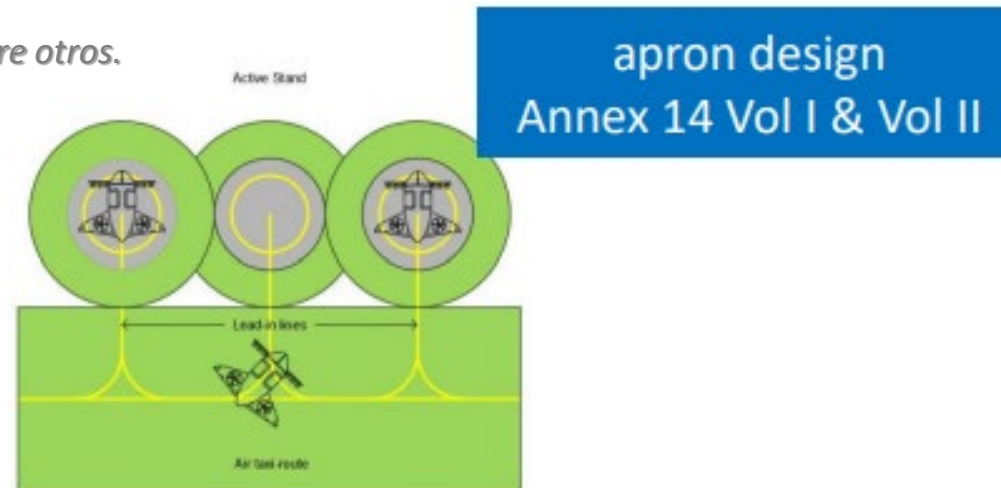 re otros.
apron design
Annex 14 Vol I & Vol II
Active Stand
Lead-in lines
Air taxi-route